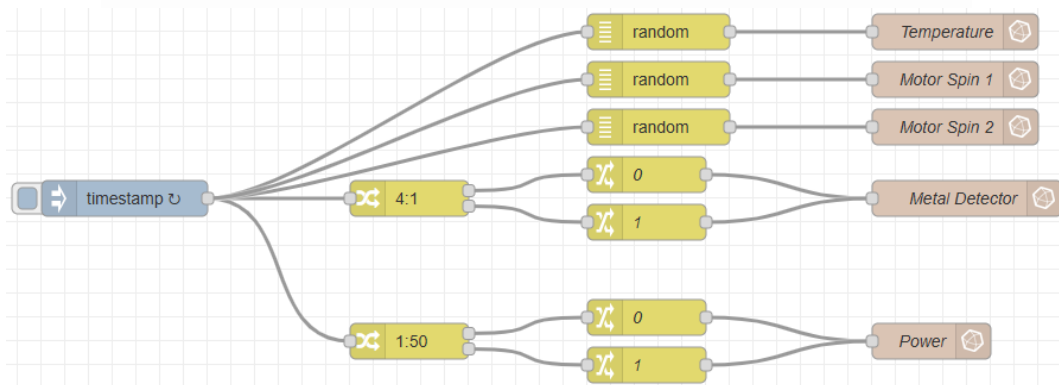 random
Temperature
random
Motor Spin 1
random
Motor Spin 2
timestamp ↻
4:1
0
1
Metal Detector
1:50
0
1
Power